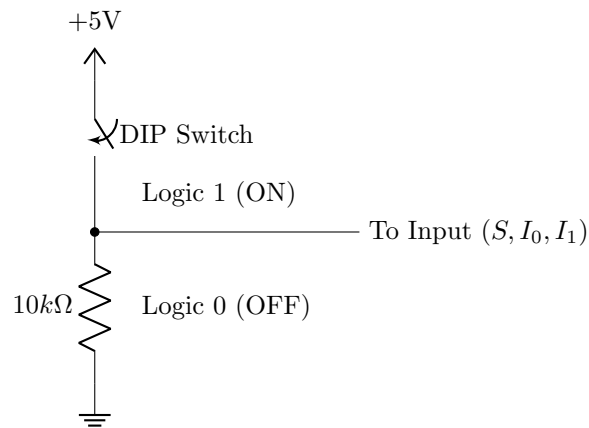 +5V
DIP Switch
Logic 1 (ON)
To Input (S, I₀, I₁)
10kΩ
Logic 0 (OFF)